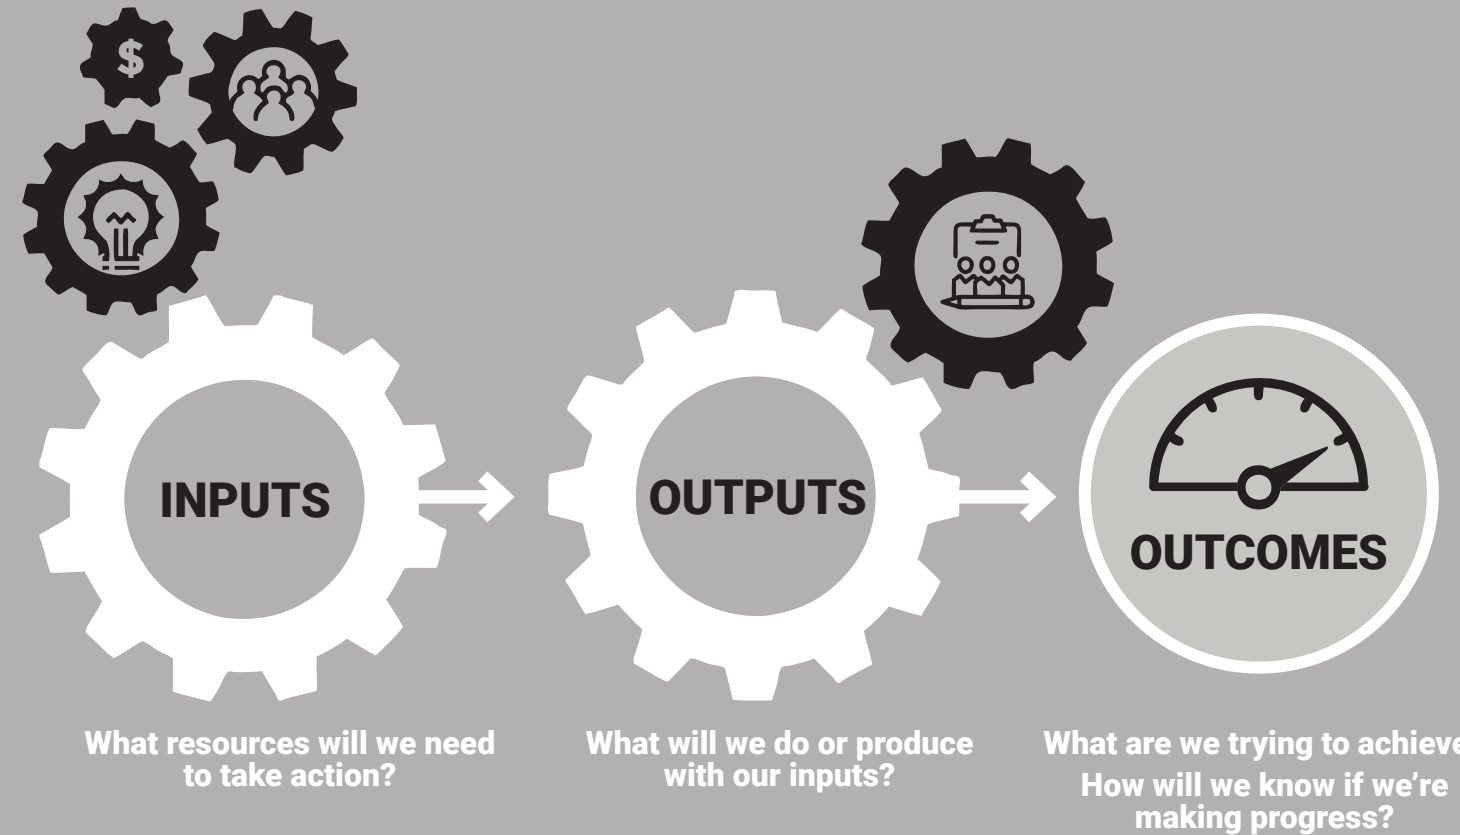 $
INPUTS
OUTPUTS
OUTCOMES
What resources will we need
to take action?
What will we do or produce
with our inputs?
What are we trying to achieve
How will we know if we're
making progress?